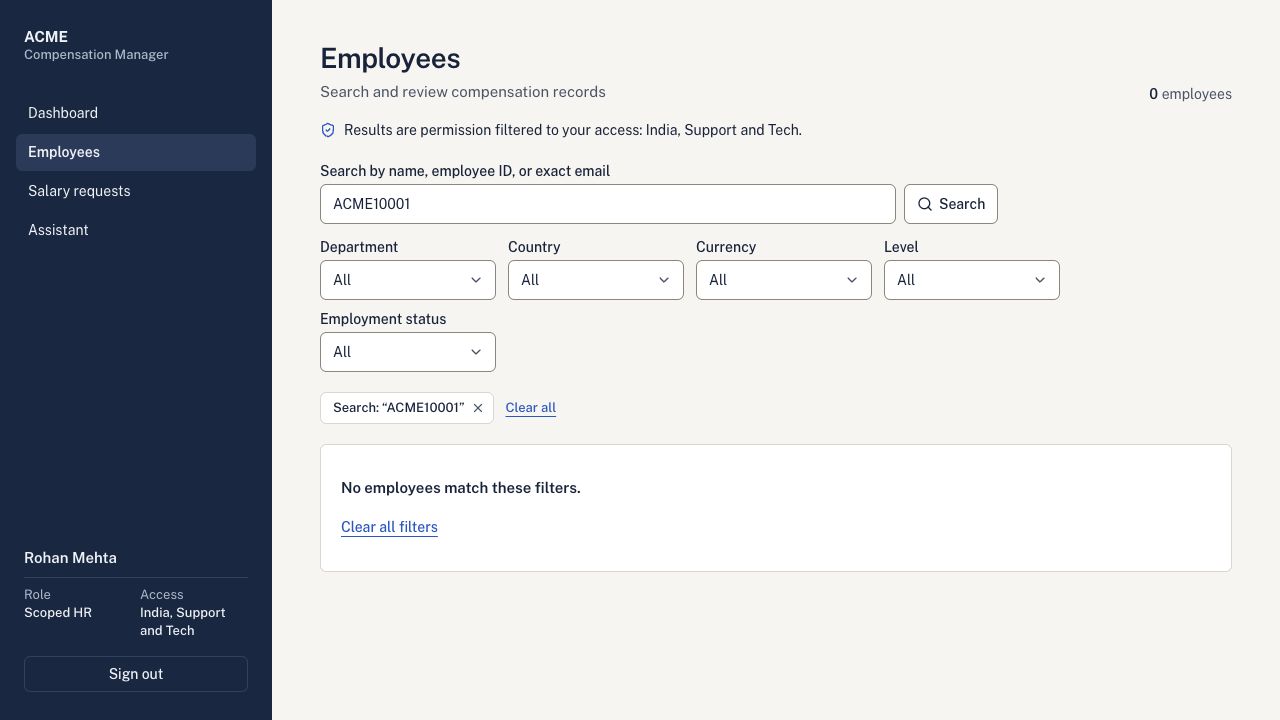 ACME
Compensation Manager
Dashboard
Employees
Salary requests
Assistant
Rohan Mehta
Role
Scoped HR
Access
India, Support
and Tech
Sign out
Employees
Search and review compensation records
0 employees
Results are permission filtered to your access: India, Support and Tech.
Search by name, employee ID, or exact email
ACME10001
Search
Department
All
Country
All
Currency
All
Level
All
Employment status
All
Search: “ACME10001”
Clear all
No employees match these filters.
Clear all filters